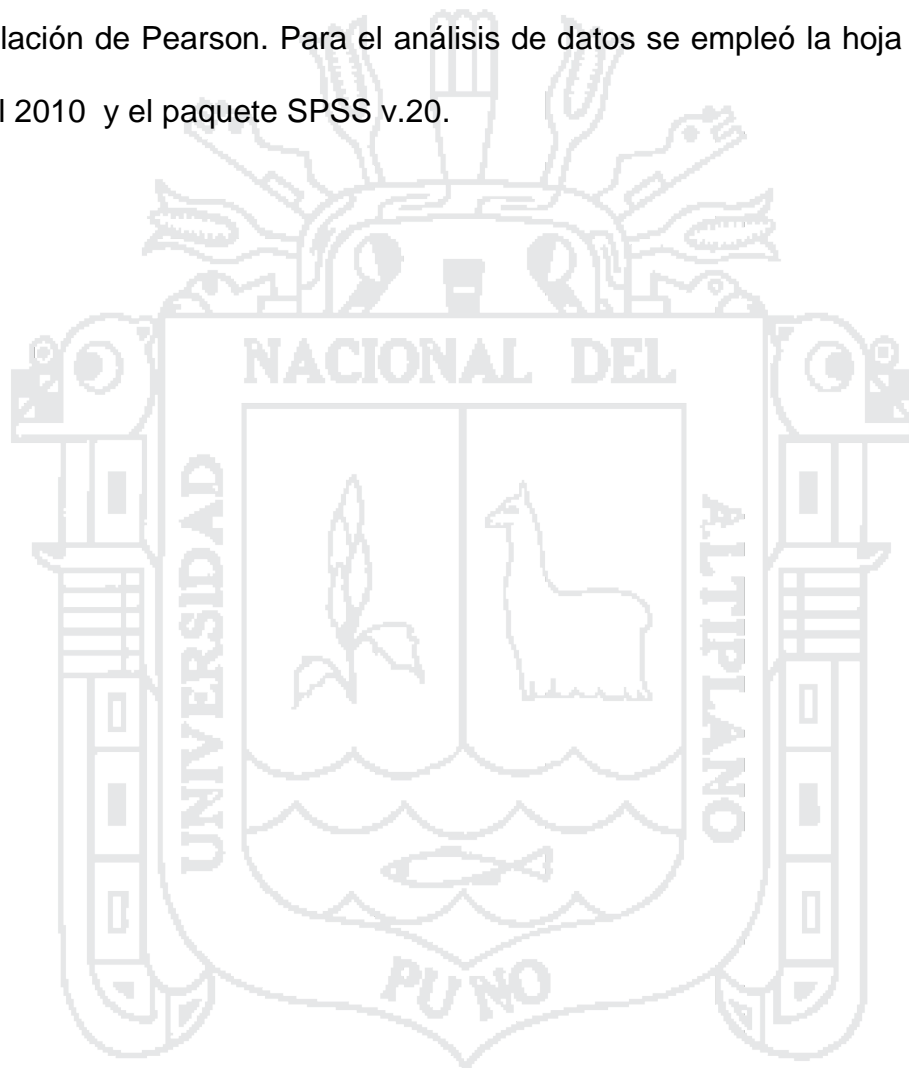 lación de Pearson. Para el análisis de datos se empleó la hoja
l 2010 y el paquete SPSS v.20.
NACIONAL DEL
UNIVERSIDAD
ALTIPLANO
PUNO